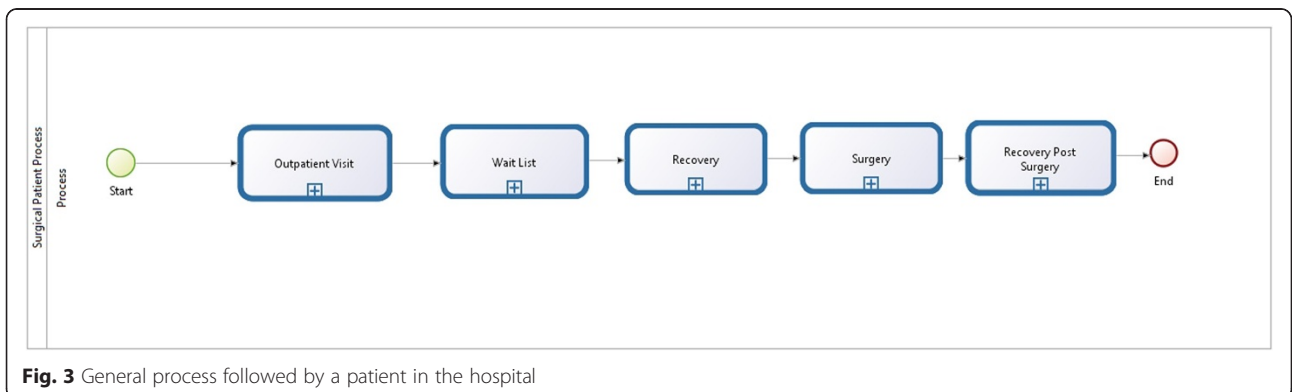 Surgical Patient Process
Process
Start
Outpatient Visit
Wait List
Recovery
Surgery
Recovery Post
Surgery
End
Fig. 3 General process followed by a patient in the hospital